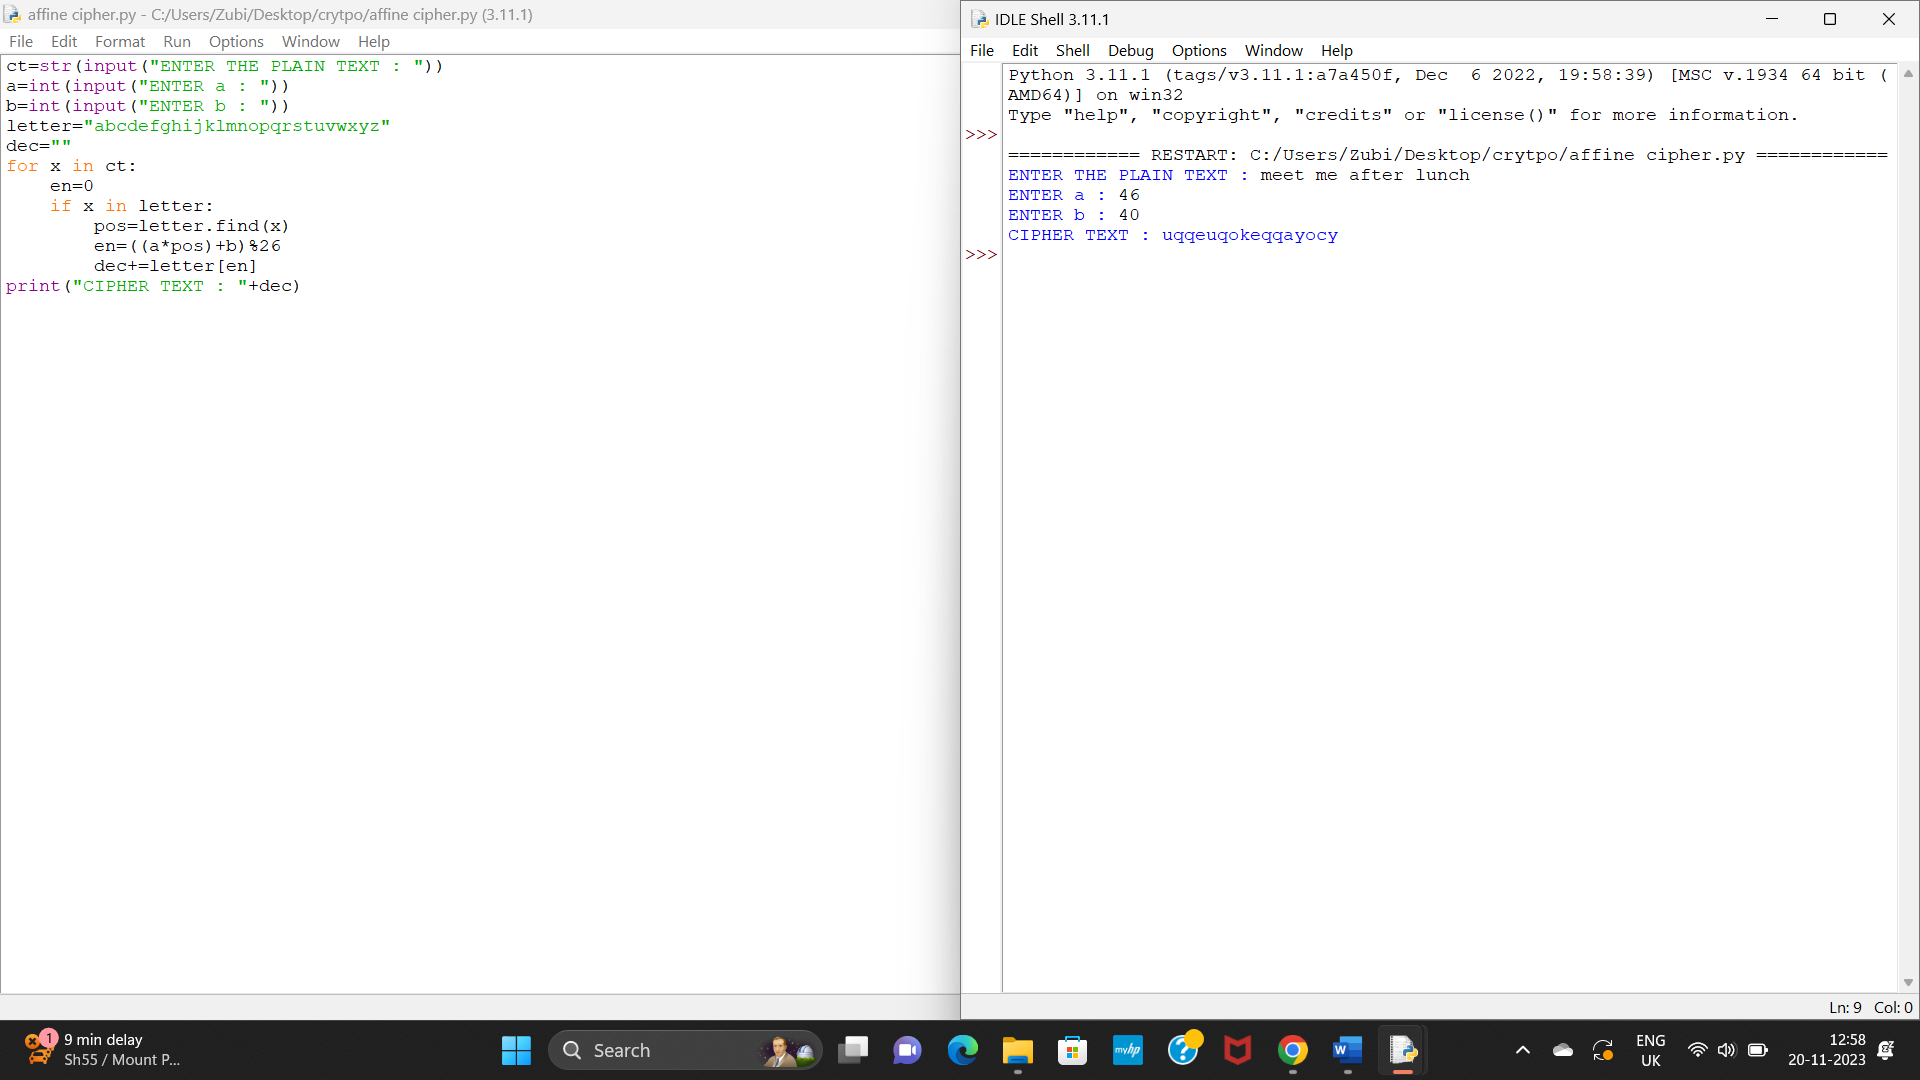 affine cipher.py - C:/Users/Zubi/Desktop/crytpo/affine cipher.py (3.11.1)
File Edit Format Run Options Window Help
ct=str(input("ENTER THE PLAIN TEXT : "))
a=int(input("ENTER a : "))
b=int(input("ENTER b : "))
letter="abcdefghijklmnopqrstuvwxyz"
dec=""
for x in ct:
    en=0
    if x in letter:
        pos=letter.find(x)
        en=((a*pos)+b)%26
        dec+=letter[en]
print("CIPHER TEXT : "+dec)
IDLE Shell 3.11.1
File Edit Shell Debug Options Window Help
Python 3.11.1 (tags/v3.11.1:a7a450f, Dec  6 2022, 19:58:39) [MSC v.1934 64 bit (
AMD64)] on win32
Type "help", "copyright", "credits" or "license()" for more information.
>>>
============ RESTART: C:/Users/Zubi/Desktop/crytpo/affine cipher.py ============
ENTER THE PLAIN TEXT : meet me after lunch
ENTER a : 46
ENTER b : 40
CIPHER TEXT : uqqeuqokeqqayocy
>>>
Ln: 9 Col: 0
1
9 min delay
Sh55 / Mount P...
Search
myhp
W
ENG
UK
12:58
20-11-2023